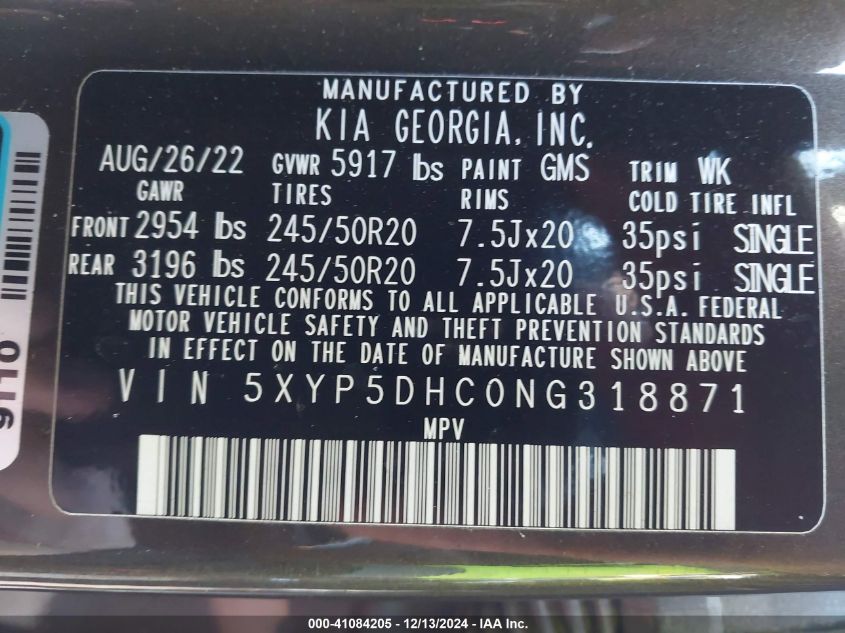 MANUFACTURED BY
KIA GEORGIA, INC.
AUG/26/22 GVWR 5917 lbs PAINT GMS TRIM WK
GAWR TIRES RIMS COLD TIRE INFL
FRONT 2954 lbs 245/50R20 7.5Jx20 35psi SINGLE
REAR 3196 lbs 245/50R20 7.5Jx20 35psi SINGLE
THIS VEHICLE CONFORMS TO ALL APPLICABLE U.S.A. FEDERAL
MOTOR VEHICLE SAFETY AND THEFT PREVENTION STANDARDS
IN EFFECT ON THE DATE OF MANUFACTURE SHOWN ABOVE
VIN 5XYP5DHC0NG318871
MPV
000-41084205 - 12/13/2024 - © IAA Holdings, Inc.